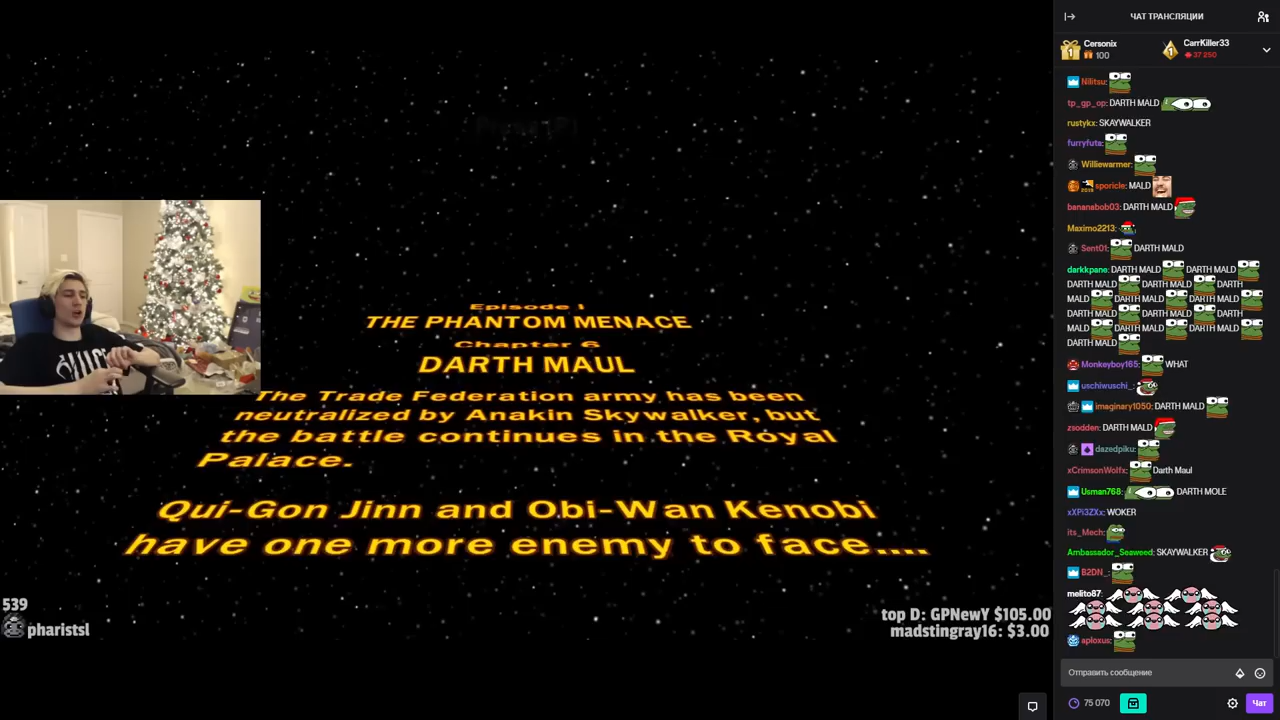 Episode I
THE PHANTOM MENACE
Chapter 6
DARTH MAUL
The Trade Federation army has been
neutralized by Anakin Skywalker, but
the battle continues in the Royal
Palace.
Qui-Gon Jinn and Obi-Wan Kenobi
have one more enemy to face....
539
pharistsl
top D: GPNewY $105.00
madstingray16: $3.00
ЧАТ ТРАНСЛЯЦИИ
1 Cersonix
100
1 CarrKiller33
37 250
Nilitsu:
tp_gp_op: DARTH MALD
rustykx: SKAYWALKER
furryfuta:
Williewarmer:
sporicle: MALD
bananabob03: DARTH MALD
Maximo2213:
Sent01: DARTH MALD
darkkpane: DARTH MALD DARTH MALD
DARTH MALD DARTH MALD DARTH
MALD DARTH MALD DARTH MALD
DARTH MALD DARTH MALD DARTH
MALD DARTH MALD DARTH MALD
DARTH MALD
Monkeyboy165: WHAT
uschiwuschi_:
imaginary1050: DARTH MALD
zsodden: DARTH MALD
dazedpiku:
xCrimsonWolfx: Darth Maul
Usman768: DARTH MOLE
xXPi3ZXx: WOKER
its_Mech:
Ambassador_Seaweed: SKAYWALKER
B2DN_:
melito87:
aploxus:
Отправить сообщение
75 070
Чат